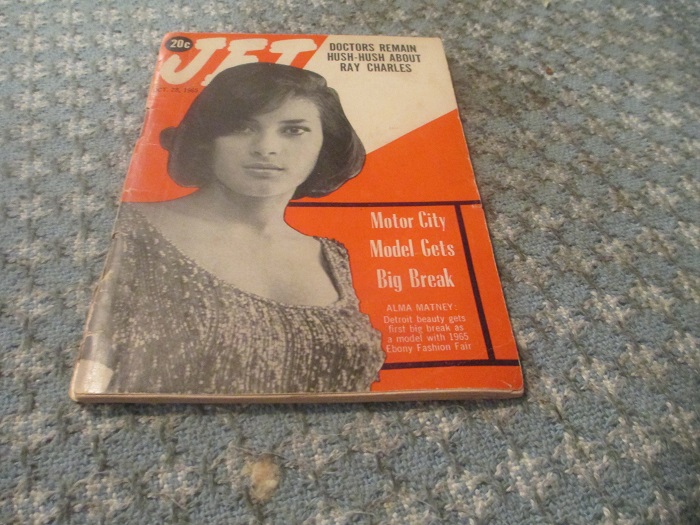 20c
JET
DOCTORS REMAIN
HUSH-HUSH ABOUT
RAY CHARLES
Motor City
Model Gets
Big Break
ALMA MATNEY:
Detroit beauty gets
first big break as
a model with 1965
Ebony Fashion Fair